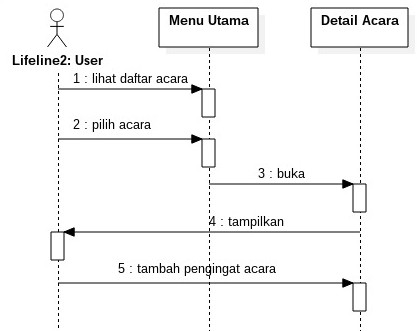 Menu Utama
Detail Acara
Lifeline2: User
1 : lihat daftar acara
2 : pilih acara
3 : buka
4 : tampilkan
5 : tambah pengingat acara